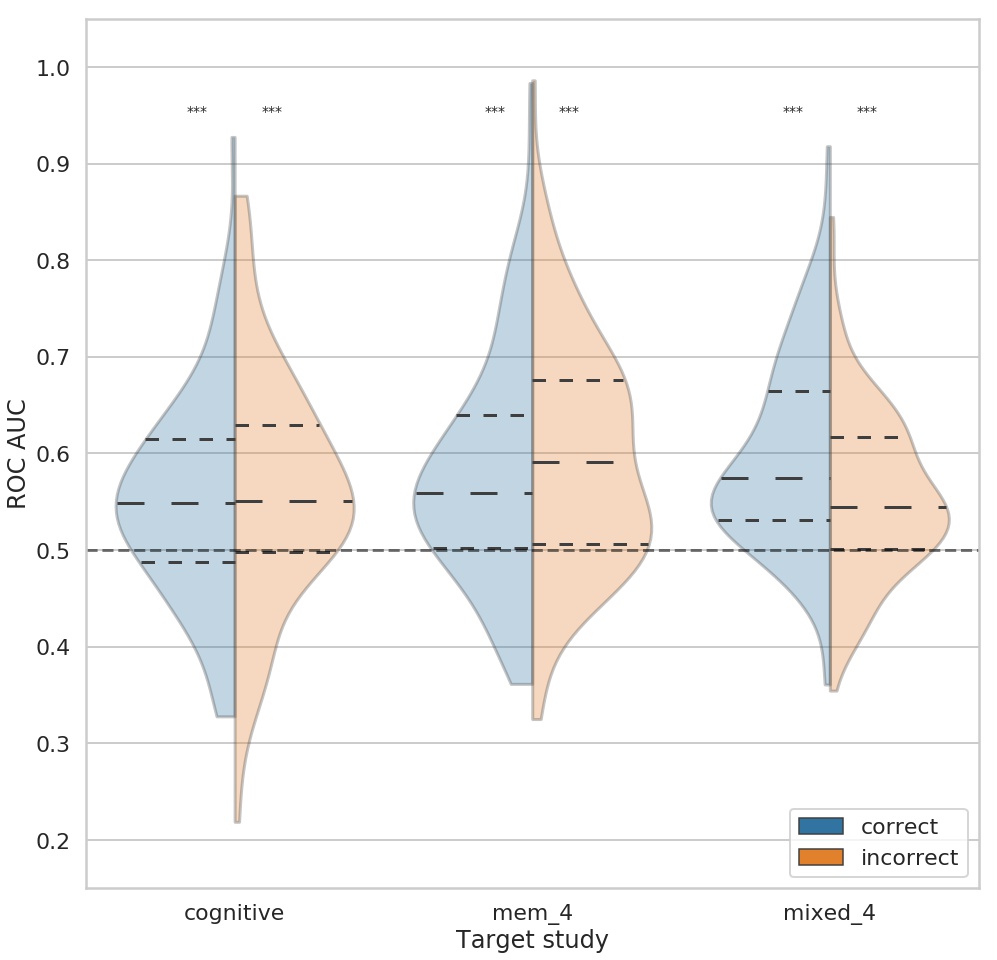 1.0
*** *** *** *** *** ***
0.9
0.8
0.7
0.6
0.5
0.4
0.3
0.2
ROC AUC
correct
incorrect
cognitive mem_4 mixed_4
Target study